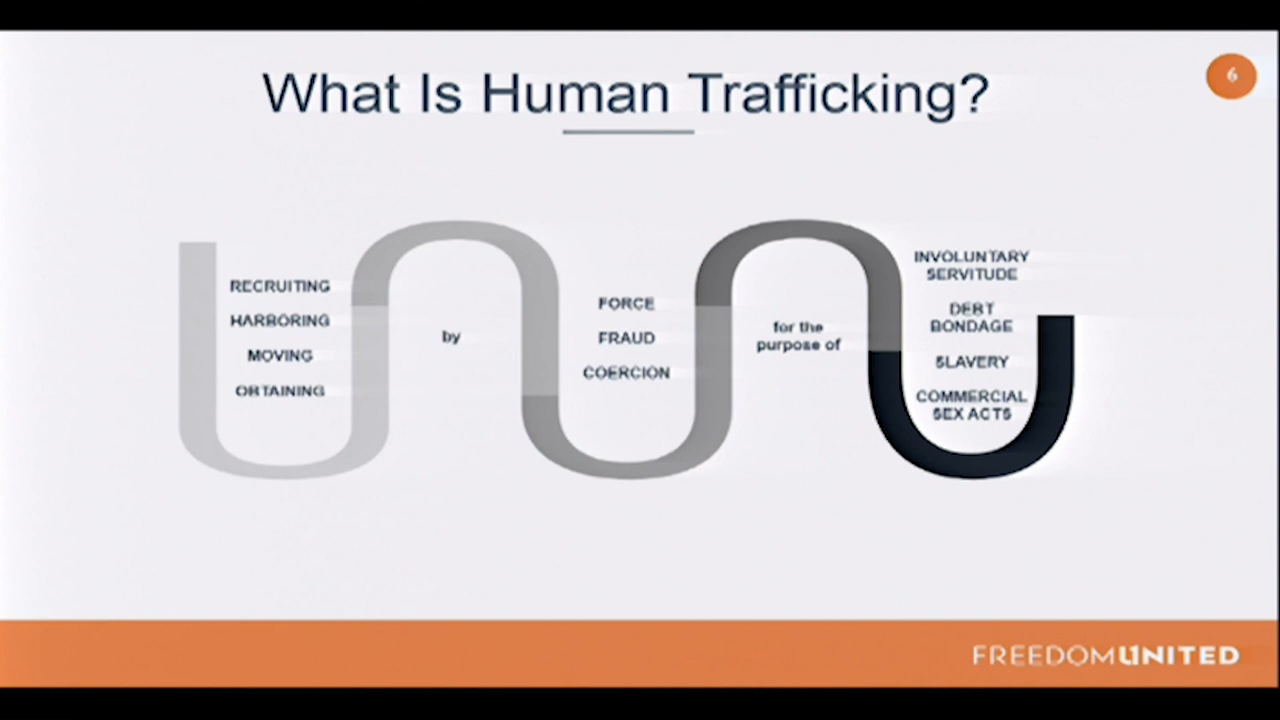 What Is Human Trafficking?
6
RECRUITING
HARBORING
MOVING
OBTAINING
by
FORCE
FRAUD
COERCION
for the
purpose of
INVOLUNTARY
SERVITUDE
DEBT
BONDAGE
SLAVERY
COMMERCIAL
SEX ACTS
FREEDOMUNITED